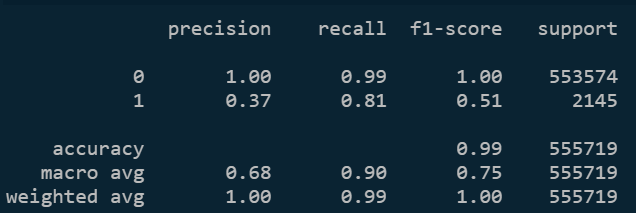 precision recall f1-score support
0 1.00 0.99 1.00 553574
1 0.37 0.81 0.51 2145
accuracy 0.99 555719
macro avg 0.68 0.90 0.75 555719
weighted avg 1.00 0.99 1.00 555719